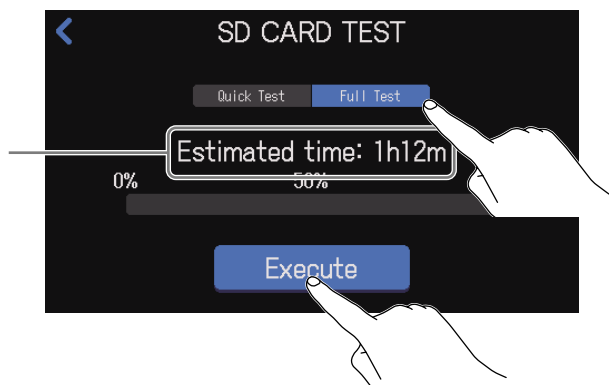 SD CARD TEST
Quick Test Full Test
Estimated time: 1h12m
0% 50%
Execute